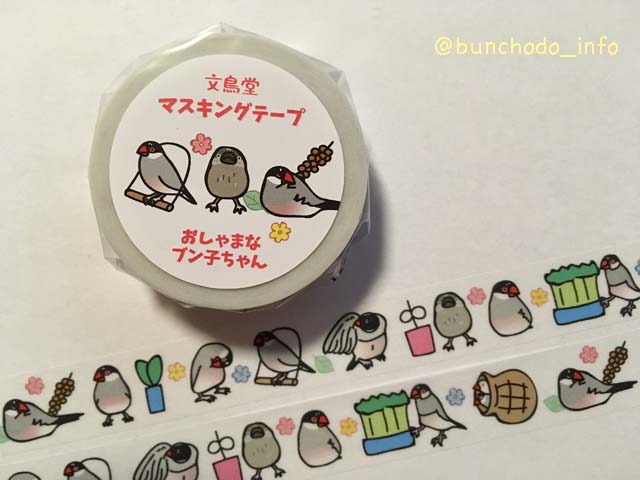 @bunchodo_info
文鳥堂
マスキングテープ
おしゃまな
ブン子ちゃん